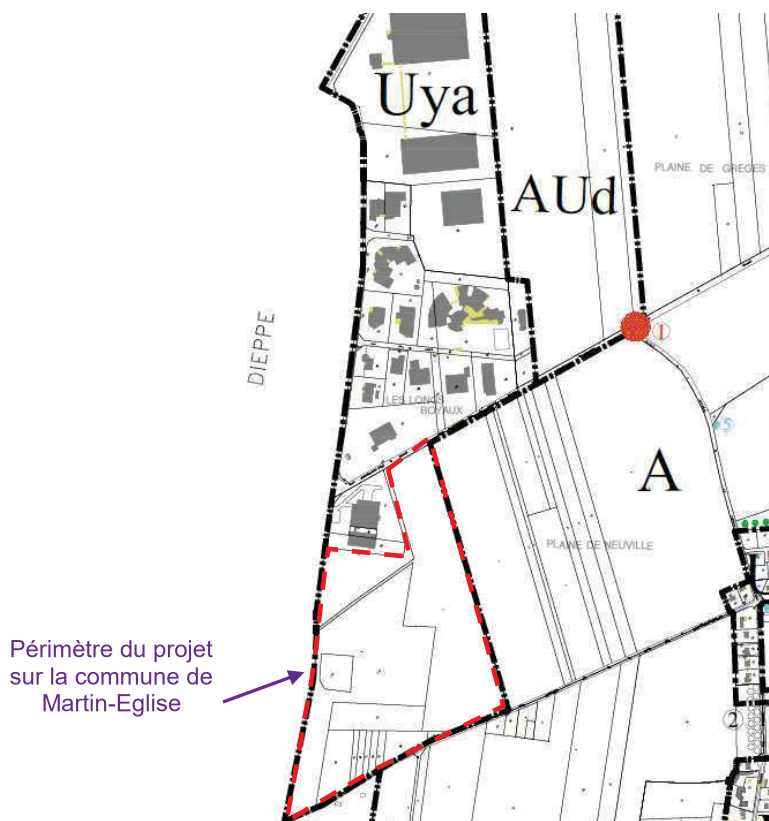 Uya
PLAINE DE GREGES
AUd
DIEPPE
1
LES LONGS
BOYAUX
5
A
PLAINE DE NEUVILLE
Périmètre du projet
sur la commune de
Martin-Eglise
2